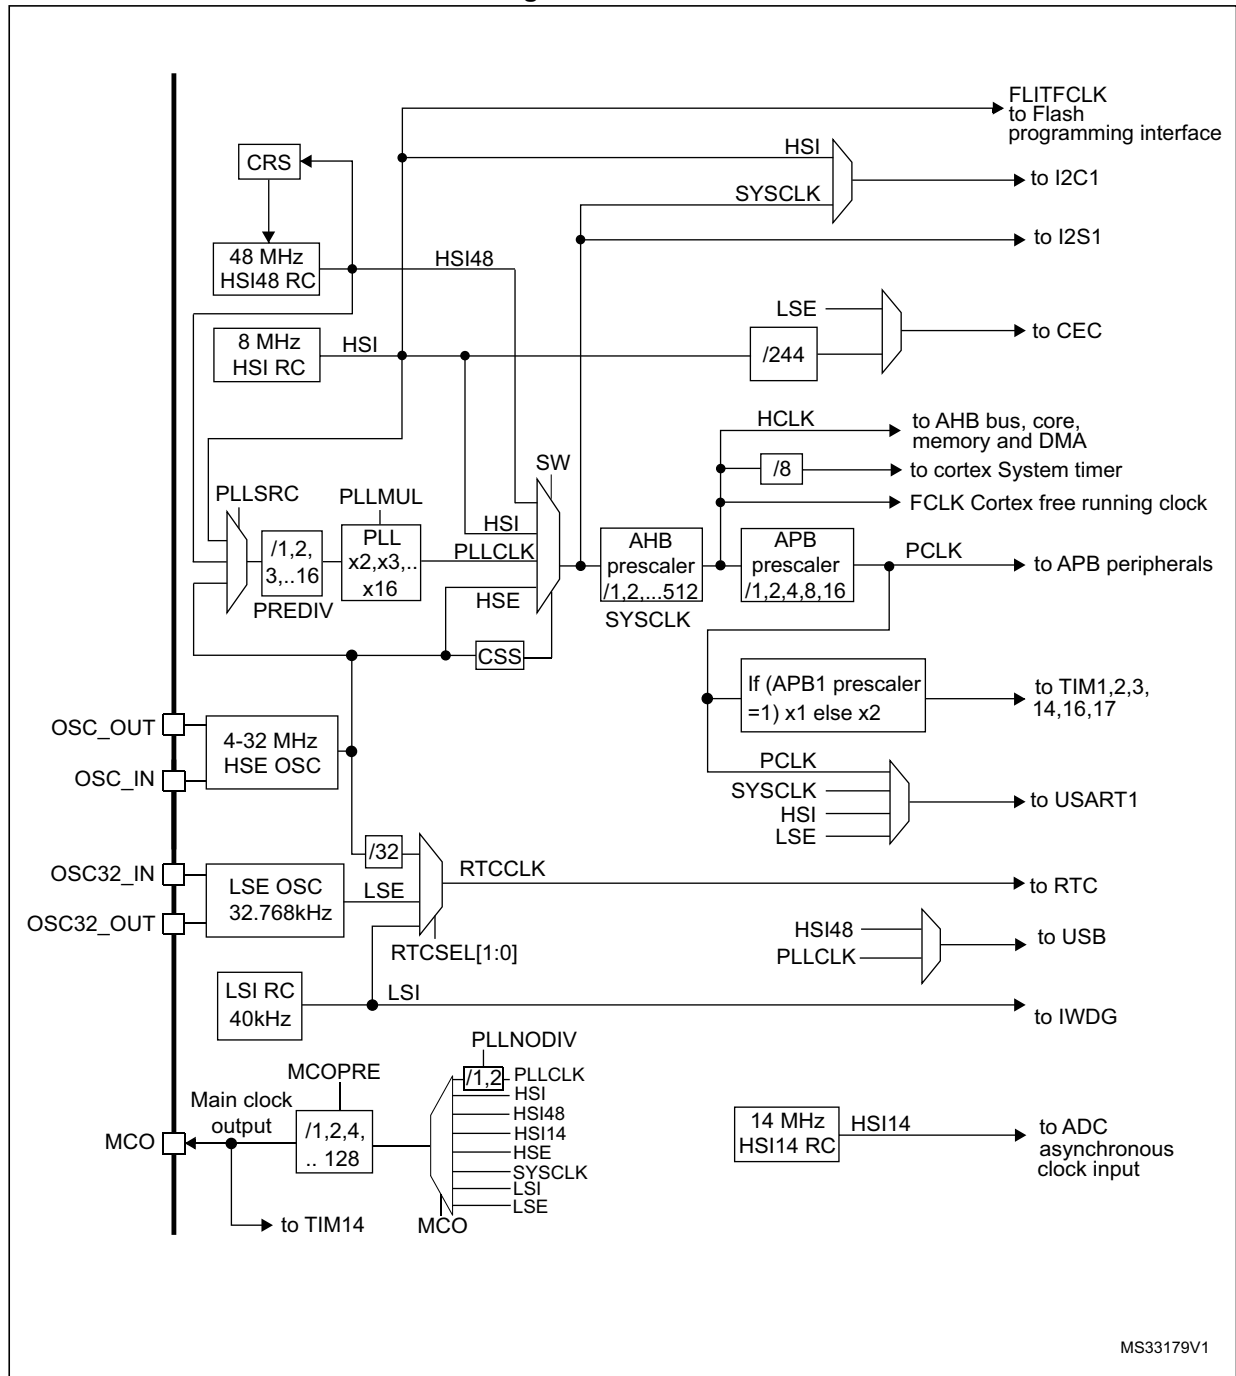 FLITFCLK
to Flash
programming interface
HSI
CRS
to I2C1
SYSCLK
to I2S1
48 MHz
HSI48 RC
HSI48
LSE
to CEC
8 MHz
HSI RC
HSI
/244
HCLK
to AHB bus, core,
memory and DMA
SW
/8
to cortex System timer
PLLSRC
PLLMUL
FCLK Cortex free running clock
HSI
/1,2,
3,..16
PLL
x2,x3,..
x16
PLLCLK
AHB
prescaler
/1,2,...512
APB
prescaler
/1,2,4,8,16
PCLK
to APB peripherals
PREDIV
HSE
SYSCLK
CSS
If (APB1 prescaler
=1) x1 else x2
to TIM1,2,3,
14,16,17
OSC_OUT
4-32 MHz
HSE OSC
OSC_IN
PCLK
SYSCLK
HSI
LSE
to USART1
/32
OSC32_IN
RTCCLK
LSE OSC
32.768kHz
LSE
to RTC
OSC32_OUT
RTCSEL[1:0]
HSI48
PLLCLK
to USB
LSI RC
40kHz
LSI
to IWDG
PLLNODIV
MCOPRE
/1,2
PLLCLK
HSI
HSI48
HSI14
HSE
SYSCLK
LSI
LSE
Main clock
output
MCO
/1,2,4,
.. 128
14 MHz
HSI14 RC
HSI14
to ADC
asynchronous
clock input
to TIM14
MCO
MS33179V1